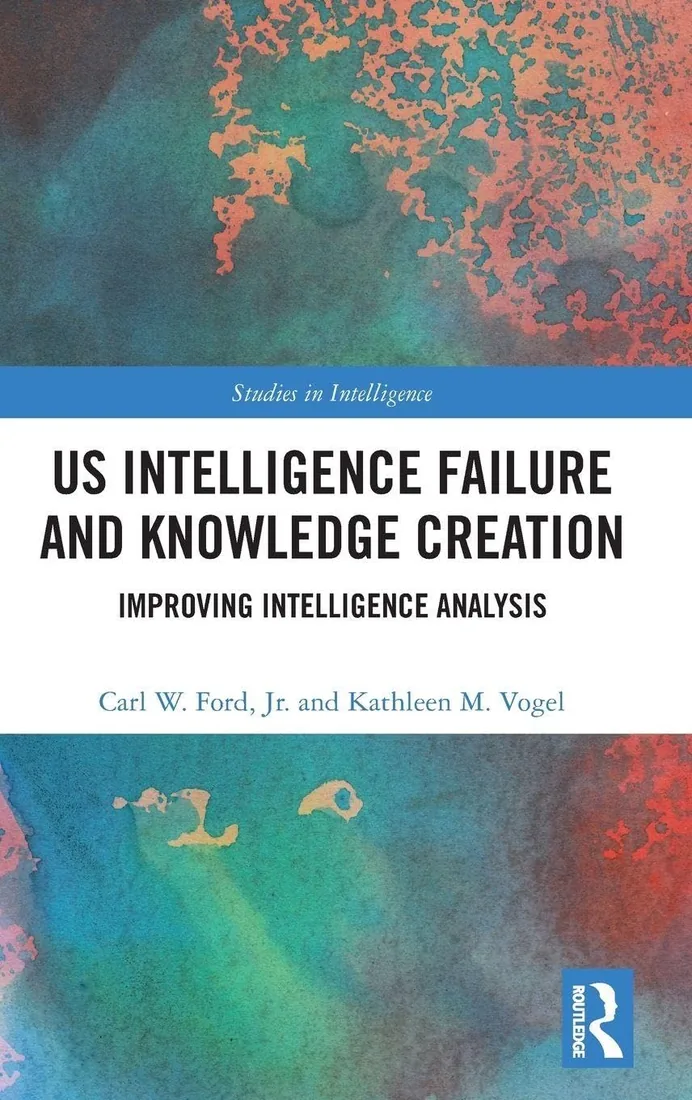 Studies in Intelligence
US INTELLIGENCE FAILURE
AND KNOWLEDGE CREATION
IMPROVING INTELLIGENCE ANALYSIS
Carl W. Ford, Jr. and Kathleen M. Vogel
ROUTLEDGE